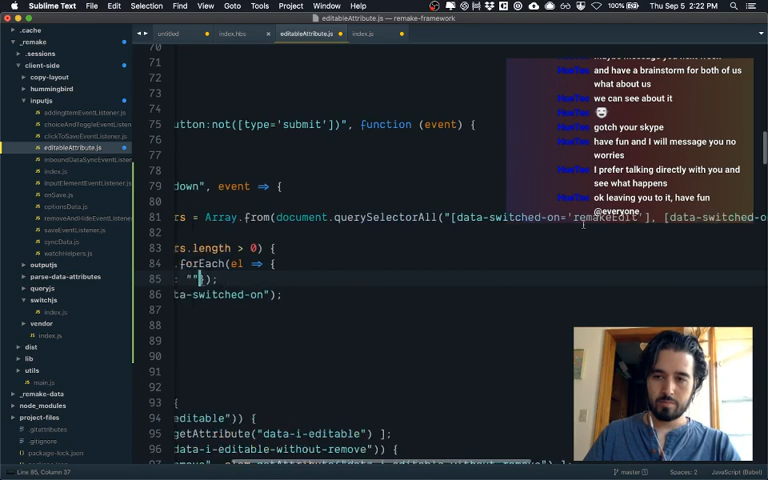 Sublime Text File Edit Selection Find View Goto Tools Project Window Help 100% Thu Sep 5 2:22 PM
editableAttribute.js — remake-framework
.cache
_remake
.sessions
client-side
copy-layout
hummingbird
inputjs
addingItemEventListener.js
choiceAndToggleEventListen
clickToSaveEventListener.js
editableAttribute.js
inboundDataSyncEventListener
index.js
inputElementEventListener.js
onSave.js
optionsData.js
removeAndHideEventListener
saveEventListener.js
syncData.js
watchHelpers.js
outputjs
parse-data-attributes
queryjs
switchjs
index.js
vendor
index.js
dist
lib
utils
main.js
_remake-data
node_modules
project-files
.gitattributes
.gitignore
package-lock.json
untitled index.hbs editableAttribute.js index.js
70
71
72
73
74
75 utton:not([type='submit'])", function (event) {
76
77
78
79 down", event => {
80
81 rs = Array.from(document.querySelectorAll("[data-switched-on='remakeEdit'], [data-switched-o
82
83 rs.length > 0) {
84 .forEach(el => {
85 : ""});
86 ta-switched-on");
87
88
89
90
91
92
93 {
94 editable")) {
95 getAttribute("data-i-editable") ];
96 data-i-editable-without-remove")) {
97
and have a brainstorm for both of us
what about us
we can see about it
gotch your skype
have fun and I will message you no
worries
I prefer talking directly with you and
see what happens
ok leaving you to it, have fun
@everyone,
Line 85, Column 37 master Spaces: 2 JavaScript (Babel)